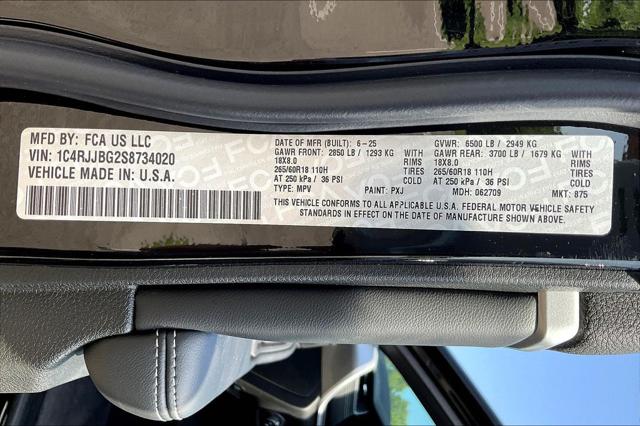 MFD BY: FCA US LLC
VIN: 1C4RJJBG2S8734020
VEHICLE MADE IN: U.S.A.
DATE OF MFR (BUILT): 6-25 GVWR: 6500 LB / 2949 KG
GAWR FRONT: 2850 LB / 1293 KG WITH GAWR REAR: 3700 LB / 1679 KG WITH
18X8.0 RIMS 18X8.0 RIMS
265/60R18 110H TIRES 265/60R18 110H TIRES
AT 250 kPa / 36 PSI COLD AT 250 kPa / 36 PSI COLD
TYPE: MPV PAINT: PXJ MDH: 062709 MKT: 875
THIS VEHICLE CONFORMS TO ALL APPLICABLE U.S.A. FEDERAL MOTOR VEHICLE SAFETY
STANDARDS IN EFFECT ON THE DATE OF MANUFACTURE SHOWN ABOVE.